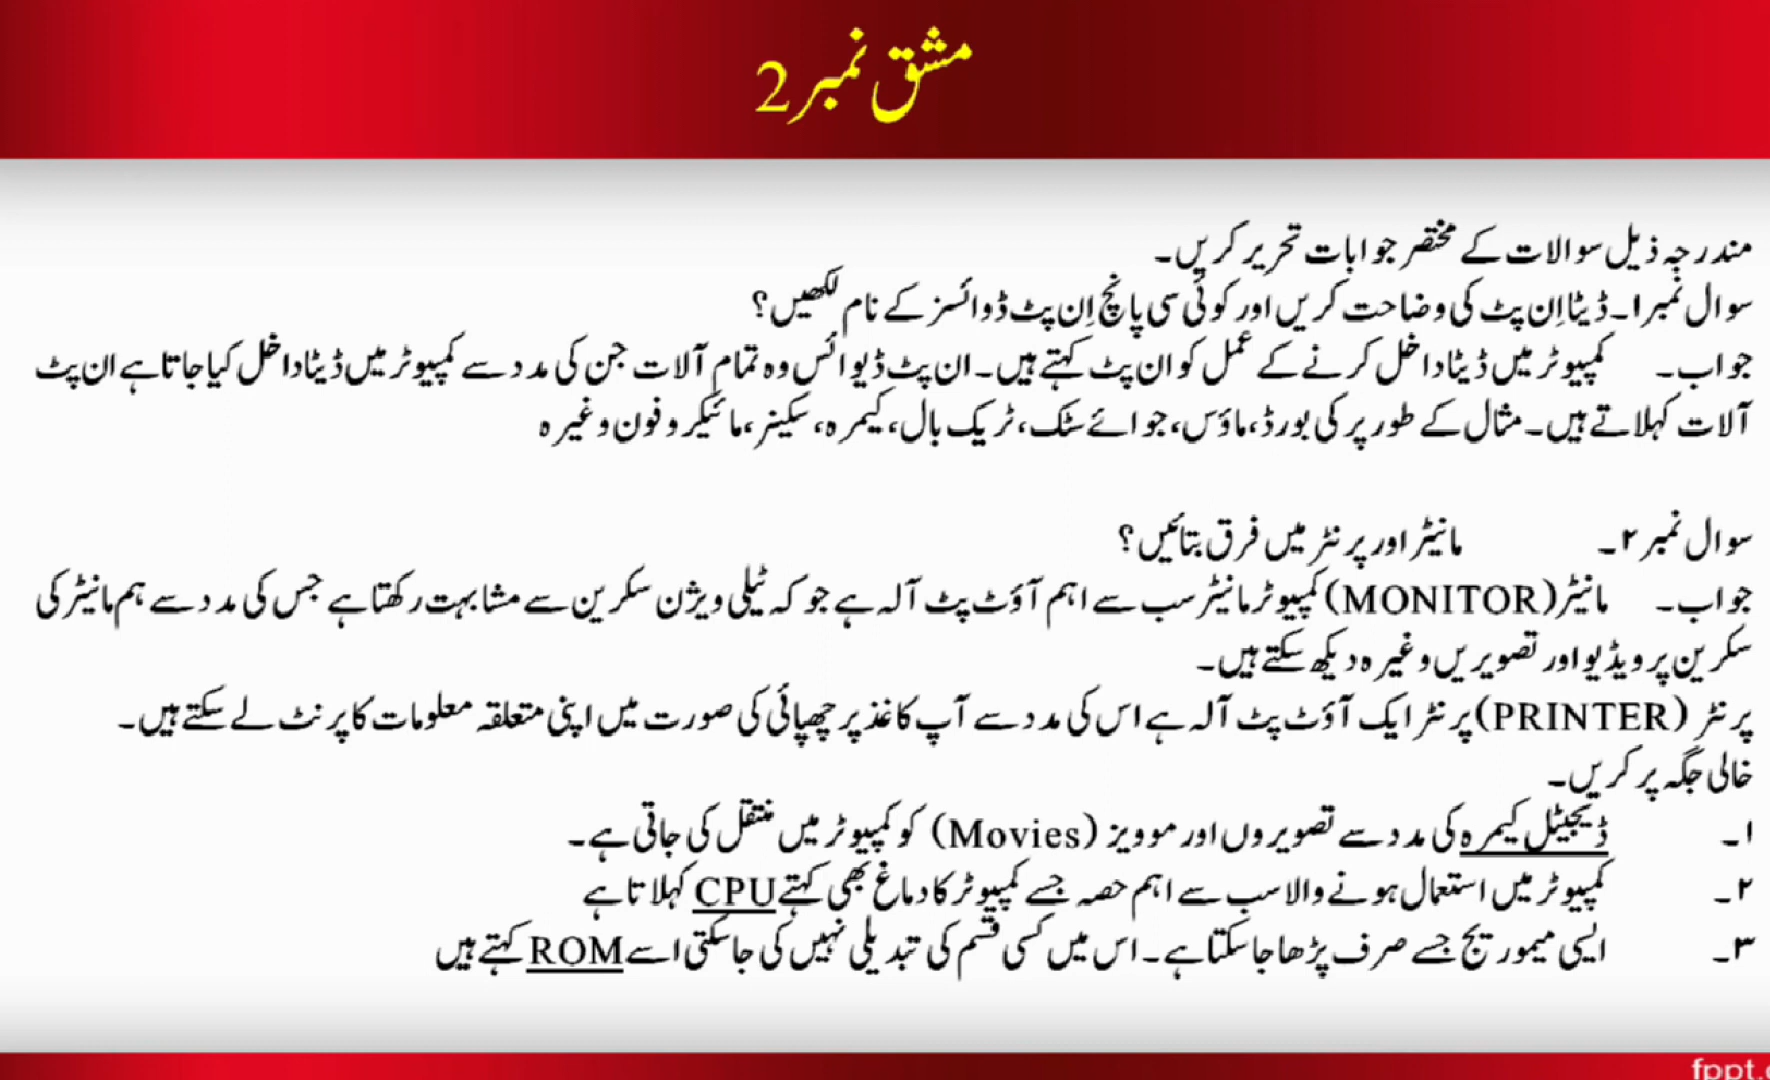 مشق نمبر 2
مندرجہ ذیل سوالات کے مختصر جوابات تحریر کریں۔
سوال نمبر ۱۔ ڈیٹا اِن پٹ کی وضاحت کریں اور کوئی سی پانچ اِن پٹ ڈوائسز کے نام لکھیں؟
جواب۔ کمپیوٹر میں ڈیٹا داخل کرنے کے عمل کو ان پٹ کہتے ہیں۔ ان پٹ ڈیوائس وہ تمام آلات جن کی مدد سے کمپیوٹر میں ڈیٹا داخل کیا جاتا ہے ان پٹ
آلات کہلاتے ہیں۔ مثال کے طور پر کی بورڈ، ماؤس، جوائے سٹک، ٹریک بال، کیمرہ، سکینر، مائیکروفون وغیرہ
سوال نمبر ۲۔ مانیٹر اور پرنٹر میں فرق بتائیں؟
جواب۔ مانیٹر (MONITOR) کمپیوٹر مانیٹر سب سے اہم آؤٹ پٹ آلہ ہے جو کہ ٹیلی ویژن سکرین سے مشابہت رکھتا ہے جس کی مدد سے ہم مانیٹر کی
سکرین پر ویڈیو اور تصویریں وغیرہ دیکھ سکتے ہیں۔
پرنٹر (PRINTER) پرنٹر ایک آؤٹ پٹ آلہ ہے اس کی مدد سے آپ کاغذ پر چھپائی کی صورت میں اپنی متعلقہ معلومات کا پرنٹ لے سکتے ہیں۔
خالی جگہ پر کریں۔
۱۔ ڈیجیٹل کیمرہ کی مدد سے تصویروں اور موویز (Movies) کو کمپیوٹر میں منتقل کی جاتی ہے۔
۲۔ کمپیوٹر میں استعمال ہونے والا سب سے اہم حصہ جسے کمپیوٹر کا دماغ بھی کہتے CPU کہلاتا ہے
۳۔ ایسی میموریج جسے صرف پڑھا جا سکتا ہے۔ اس میں کسی قسم کی تبدیلی نہیں کی جا سکتی اسے ROM کہتے ہیں
fppt.c